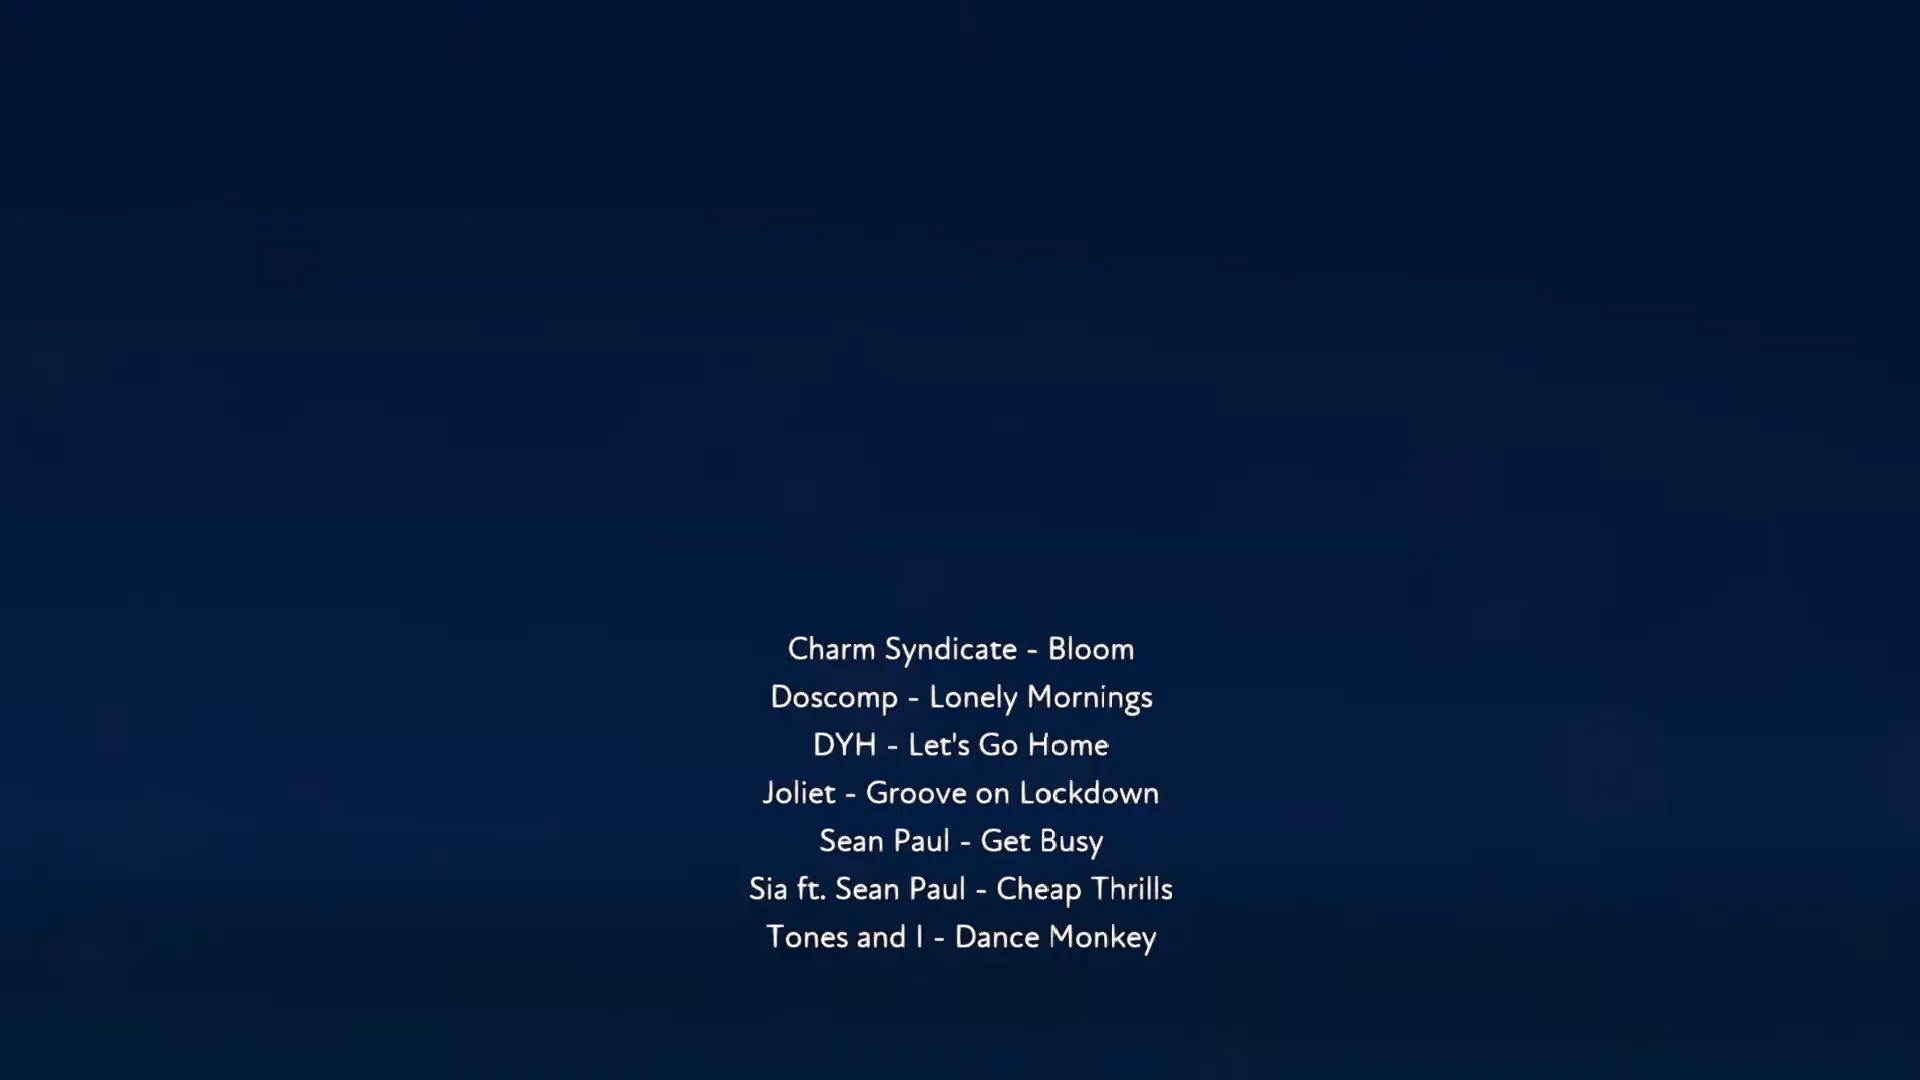 Charm Syndicate - Bloom
Doscomp - Lonely Mornings
DYH - Let's Go Home
Joliet - Groove on Lockdown
Sean Paul - Get Busy
Sia ft. Sean Paul - Cheap Thrills
Tones and I - Dance Monkey